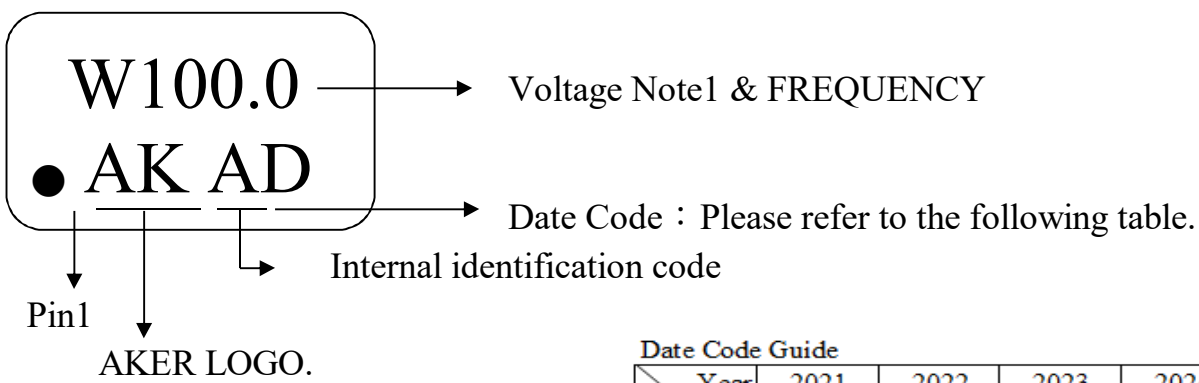 W100.0
Voltage Note1 & FREQUENCY
● AK AD
Date Code：Please refer to the following table.
Internal identification code
Pin1
AKER LOGO.
Date Code Guide
Year 2021 2022 2023